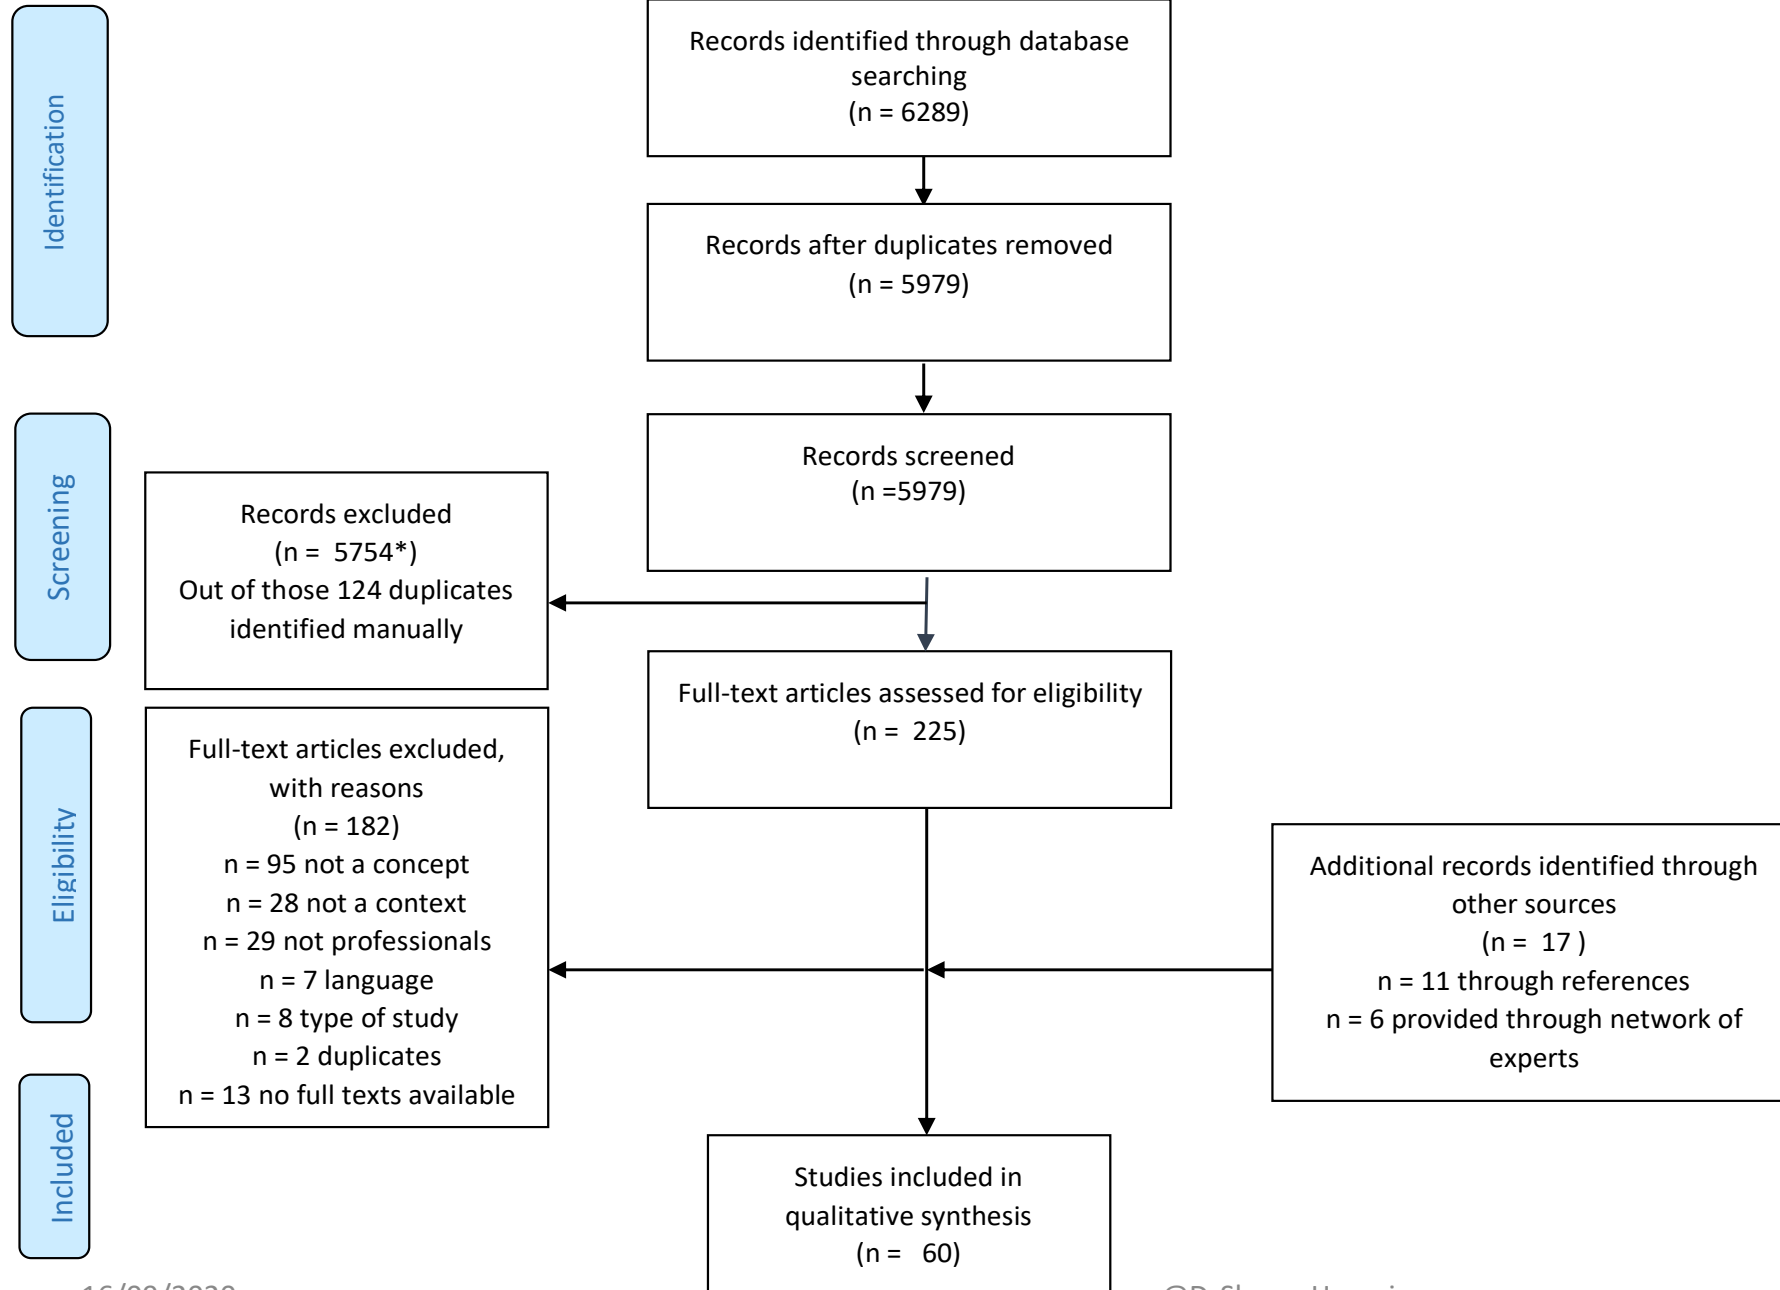 Identification
Records identified through database
searching
(n = 6289)
Records after duplicates removed
(n = 5979)
Screening
Records screened
(n =5979)
Records excluded
(n = 5754*)
Out of those 124 duplicates
identified manually
Eligibility
Full-text articles assessed for eligibility
(n = 225)
Full-text articles excluded,
with reasons
(n = 182)
n = 95 not a concept
n = 28 not a context
n = 29 not professionals
n = 7 language
n = 8 type of study
n = 2 duplicates
n = 13 no full texts available
Additional records identified through
other sources
(n = 17 )
n = 11 through references
n = 6 provided through network of
experts
Included
Studies included in
qualitative synthesis
(n = 60)